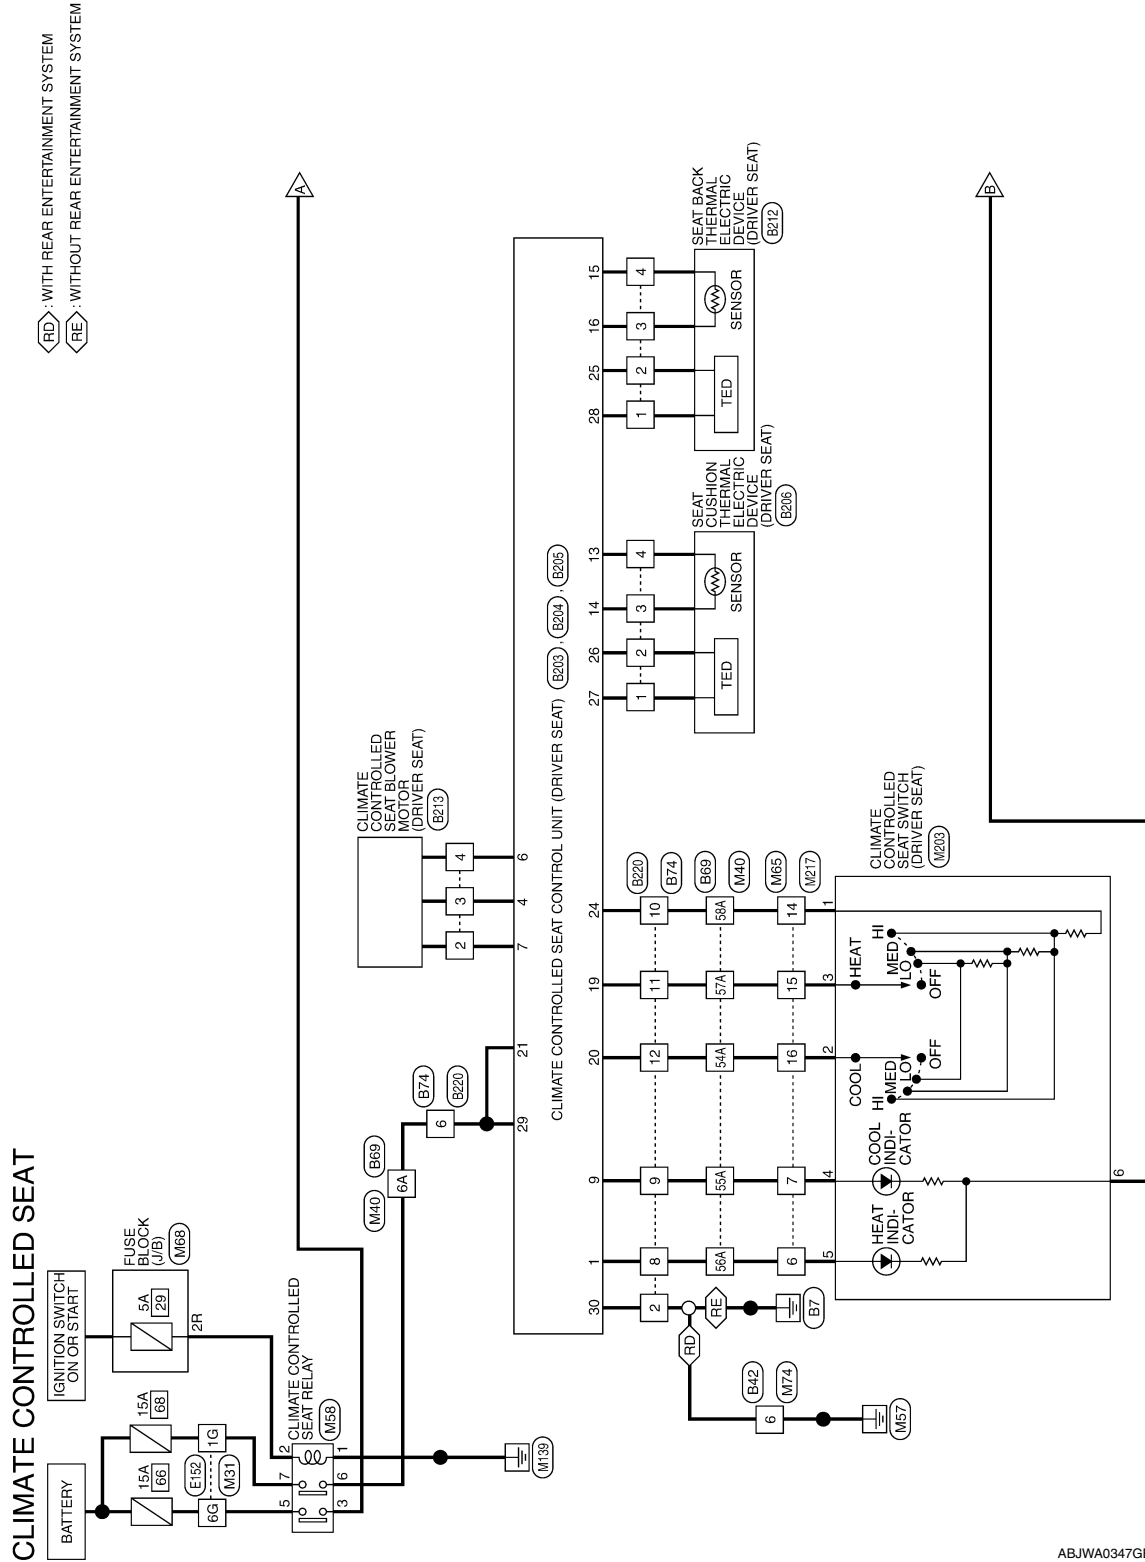 CLIMATE CONTROLLED SEAT
RD : WITH REAR ENTERTAINMENT SYSTEM
RE : WITHOUT REAR ENTERTAINMENT SYSTEM
BATTERY
IGNITION SWITCH
ON OR START
15A
66
15A
68
5A
29
FUSE
BLOCK
(J/B)
M68
2R
6G
1G
E152
M31
5
7
2
3
6
1
CLIMATE CONTROLLED
SEAT RELAY
M58
M139
A
M40
B69
6A
B74
B220
6
CLIMATE
CONTROLLED
SEAT BLOWER
MOTOR
(DRIVER SEAT)
B213
2
3
4
29
21
7
4
6
CLIMATE CONTROLLED SEAT CONTROL UNIT (DRIVER SEAT)
B203 , B204 , B205
30
1
9
20
19
24
27
26
14
13
28
25
16
15
2
8
9
12
11
10
B220
B74
56A
55A
54A
57A
58A
B69
M40
6
7
16
15
14
M65
M217
5
4
2
3
1
RE
RD
B7
B42
M74
6
M57
1
2
3
4
TED
SENSOR
SEAT
CUSHION
THERMAL
ELECTRIC
DEVICE
(DRIVER SEAT)
B206
1
2
3
4
TED
SENSOR
SEAT BACK
THERMAL
ELECTRIC
DEVICE
(DRIVER SEAT)
B212
CLIMATE
CONTROLLED
SEAT SWITCH
(DRIVER SEAT)
M203
HEAT
INDI-
CATOR
COOL
INDI-
CATOR
COOL
HI
MED
LO
OFF
HEAT
OFF
LO
MED
HI
6
B
ABJWA0347GI